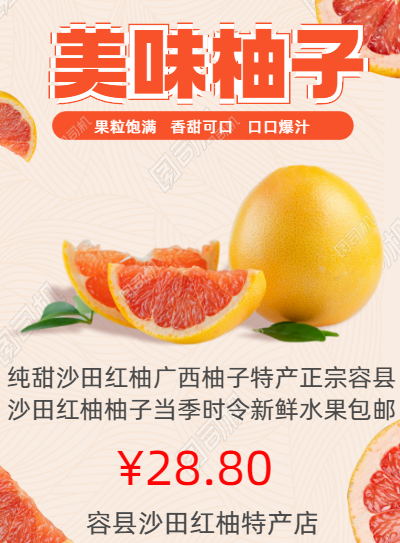 美味柚子
果粒饱满 香甜可口 口口爆汁
纯甜沙田红柚广西柚子特产正宗容县
沙田红柚柚子当季时令新鲜水果包邮
¥28.80
容县沙田红柚特产店